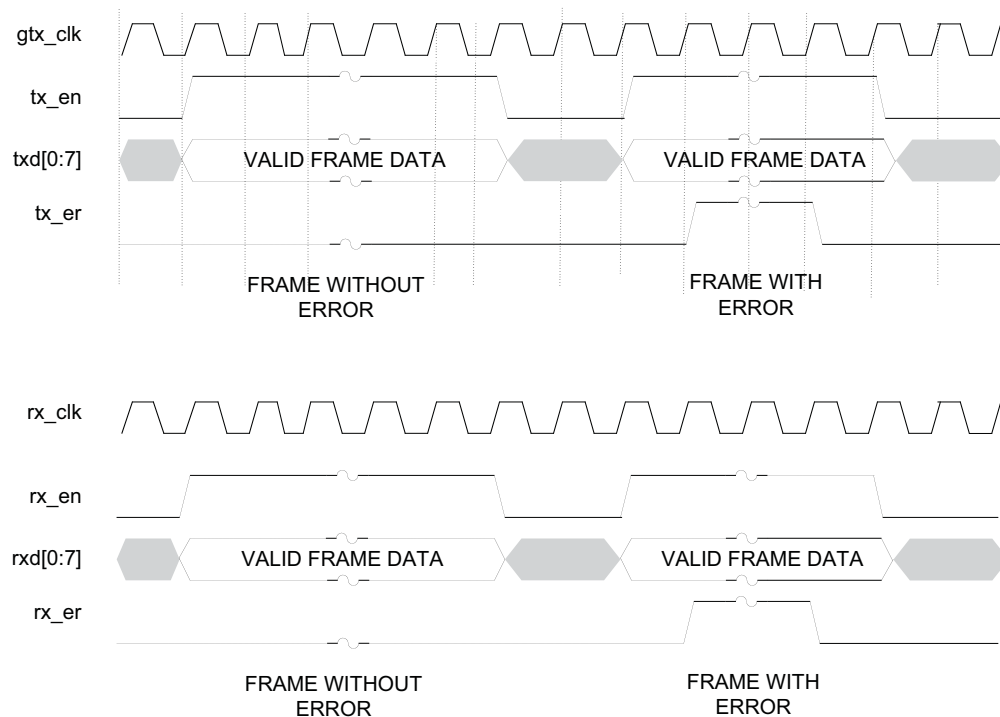 gtx_clk
tx_en
txd[0:7]
VALID FRAME DATA
VALID FRAME DATA
tx_er
FRAME WITHOUT
ERROR
FRAME WITH
ERROR
rx_clk
rx_en
rxd[0:7]
VALID FRAME DATA
VALID FRAME DATA
rx_er
FRAME WITHOUT
ERROR
FRAME WITH
ERROR